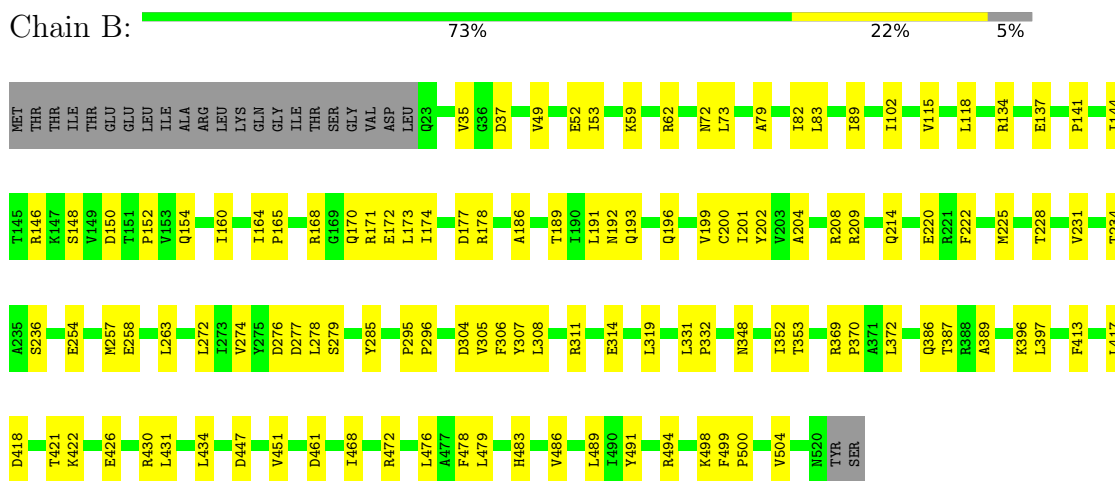 Chain B:
73% 22% 5%
MET THR THR ILE THR GLU GLU LEU ILE ALA ARG LEU LYS GLN GLY ILE THR SER GLY VAL ASP LEU Q23 V35 G36 D37 V49 E52 I53 K59 R62 N72 L73 A79 I82 L83 I89 I102 V115 L118 R134 E137 P141 I144
T145 R146 K147 S148 V149 D150 T151 P152 V153 Q154 I160 I164 P165 R168 G169 Q170 R171 E172 L173 I174 D177 R178 A186 T189 I190 L191 N192 Q193 Q196 V199 C200 I201 Y202 V203 A204 R208 R209 Q214 E220 R221 F222 M225 T228 V231 T234
A235 S236 E254 M257 E258 L263 L272 I273 V274 Y275 D276 D277 L278 S279 Y285 P295 P296 D304 V305 F306 Y307 L308 R311 E314 L319 L331 P332 N348 I352 T353 R369 P370 A371 L372 Q386 T387 R388 A389 K396 L397 F413 L417
D418 T421 K422 E426 R430 L431 L434 D447 V451 D461 I468 R472 L476 A477 F478 L479 H483 V486 L489 I490 Y491 R494 K498 F499 P500 V504 N520 TYR SER